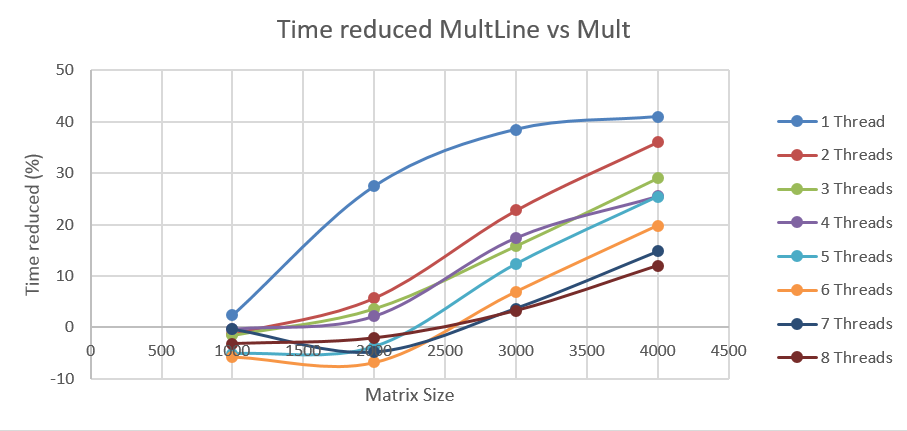 Time reduced MultLine vs Mult
50
40
30
20
10
0
-10
Time reduced (%)
0 500 1000 1500 2000 2500 3000 3500 4000 4500
Matrix Size
1 Thread
2 Threads
3 Threads
4 Threads
5 Threads
6 Threads
7 Threads
8 Threads